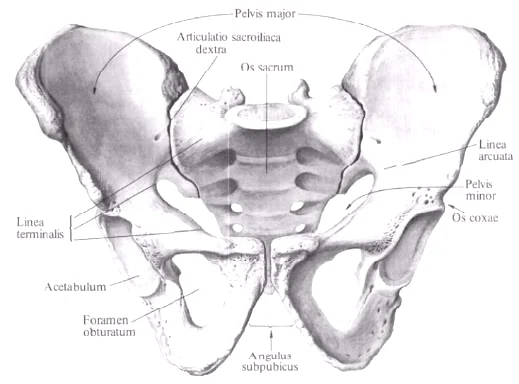 Pelvis major
Articulatio sacroiliaca
dextra
Os sacrum
Linea
arcuata
Pelvis
minor
Os coxae
Linea
terminalis
Acetabulum
Foramen
obturatum
Angulus
subpubicus